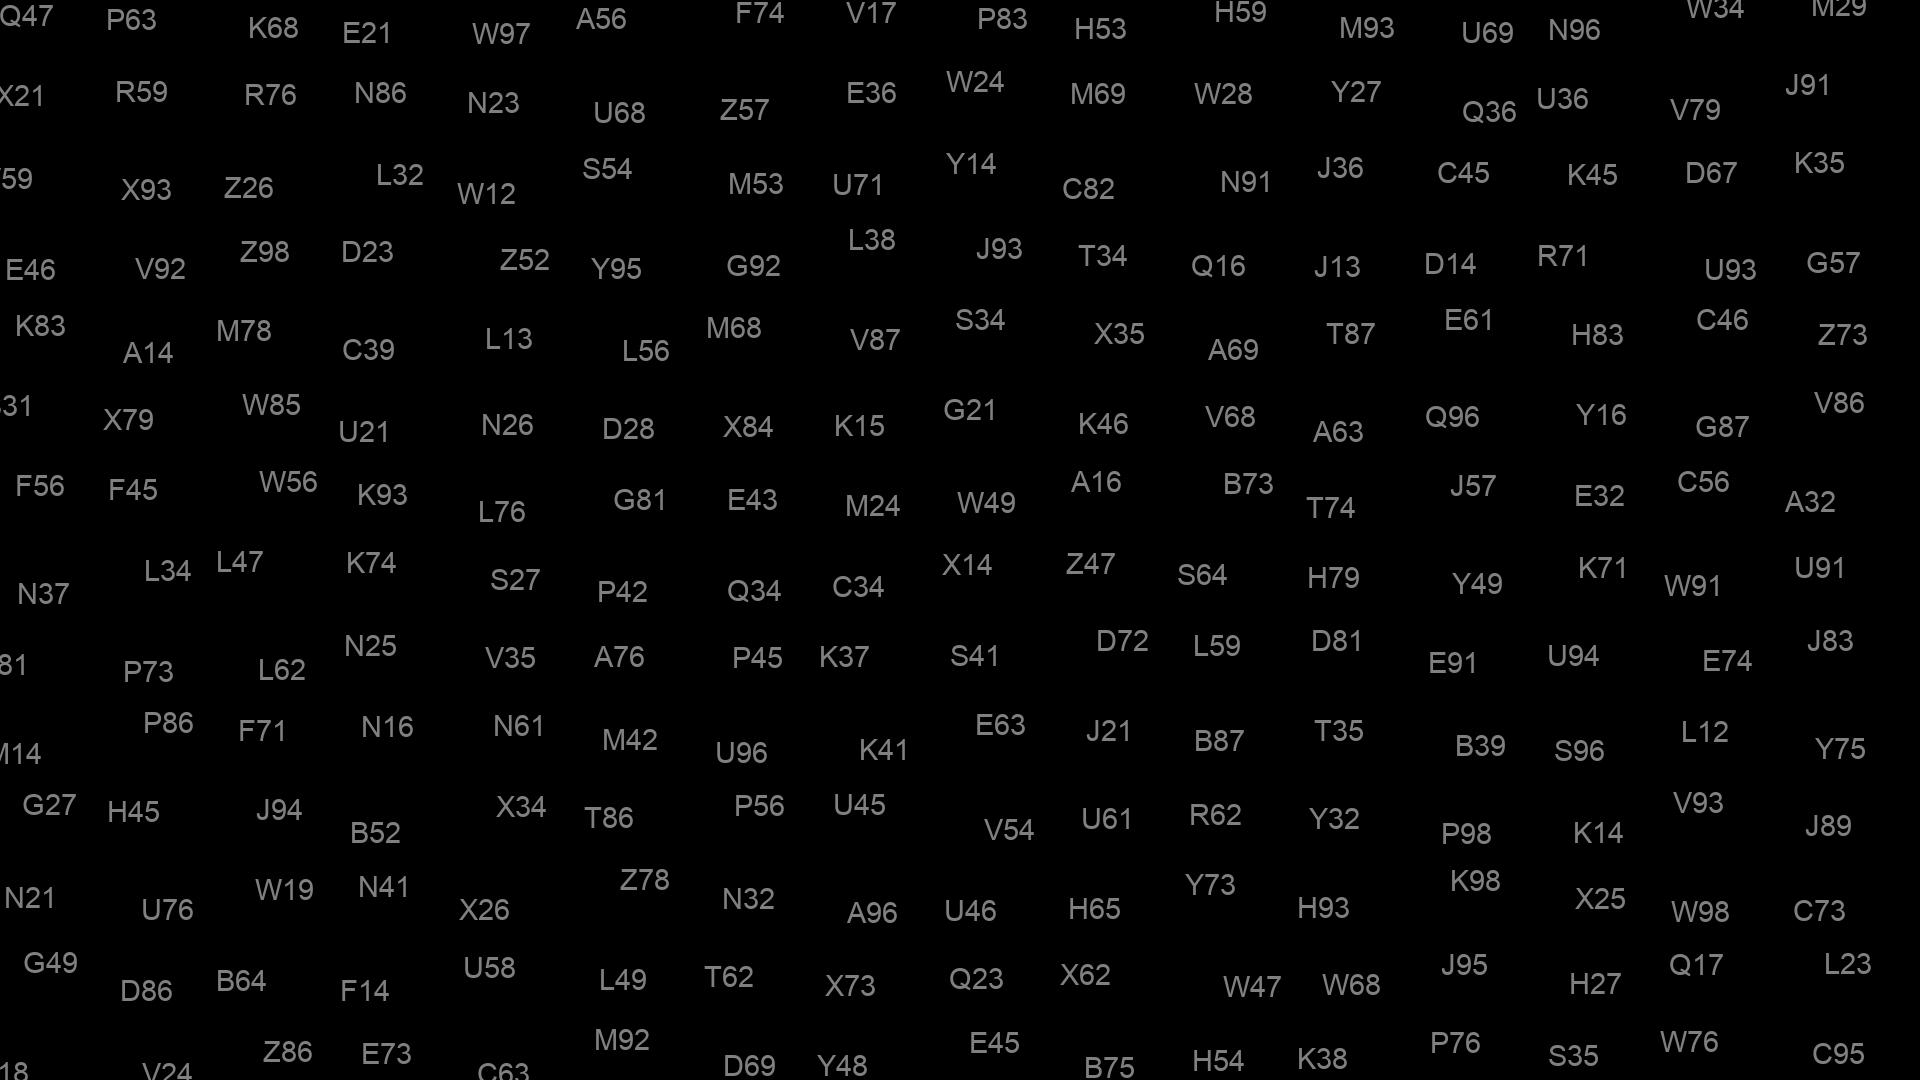 Q47 P63 K68 E21 W97 A56 F74 V17 P83 H53 H59 M93 U69 N96 W34 M29
X21 R59 R76 N86 N23 U68 Z57 E36 W24 M69 W28 Y27 Q36 U36 V79 J91
59 X93 Z26 L32 W12 S54 M53 U71 Y14 C82 N91 J36 C45 K45 D67 K35
E46 V92 Z98 D23 Z52 Y95 G92 L38 J93 T34 Q16 J13 D14 R71 U93 G57
K83 A14 M78 C39 L13 L56 M68 V87 S34 X35 A69 T87 E61 H83 C46 Z73
31 X79 W85 U21 N26 D28 X84 K15 G21 K46 V68 A63 Q96 Y16 G87 V86
F56 F45 W56 K93 L76 G81 E43 M24 W49 A16 B73 T74 J57 E32 C56 A32
N37 L34 L47 K74 S27 P42 Q34 C34 X14 Z47 S64 H79 Y49 K71 W91 U91
81 P73 L62 N25 V35 A76 P45 K37 S41 D72 L59 D81 E91 U94 E74 J83
M14 P86 F71 N16 N61 M42 U96 K41 E63 J21 B87 T35 B39 S96 L12 Y75
G27 H45 J94 B52 X34 T86 P56 U45 V54 U61 R62 Y32 P98 K14 V93 J89
N21 U76 W19 N41 X26 Z78 N32 A96 U46 H65 Y73 H93 K98 X25 W98 C73
G49 D86 B64 F14 U58 L49 T62 X73 Q23 X62 W47 W68 J95 H27 Q17 L23
18 V24 Z86 E73 C63 M92 D69 Y48 E45 B75 H54 K38 P76 S35 W76 C95